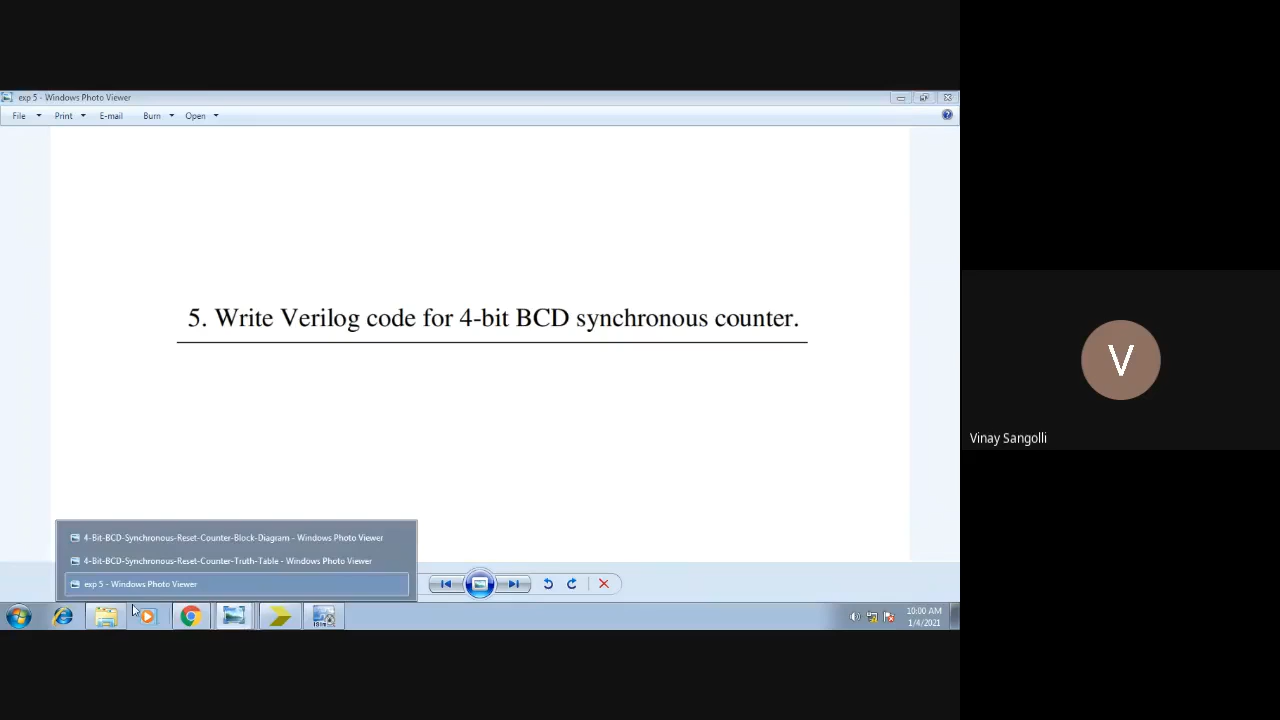 exp 5 - Windows Photo Viewer
File Print E-mail Burn Open
5. Write Verilog code for 4-bit BCD synchronous counter.
V
Vinay Sangolli
4-Bit-BCD-Synchronous-Reset-Counter-Block-Diagram - Windows Photo Viewer
4-Bit-BCD-Synchronous-Reset-Counter-Truth-Table - Windows Photo Viewer
exp 5 - Windows Photo Viewer
10:00 AM
1/4/2021